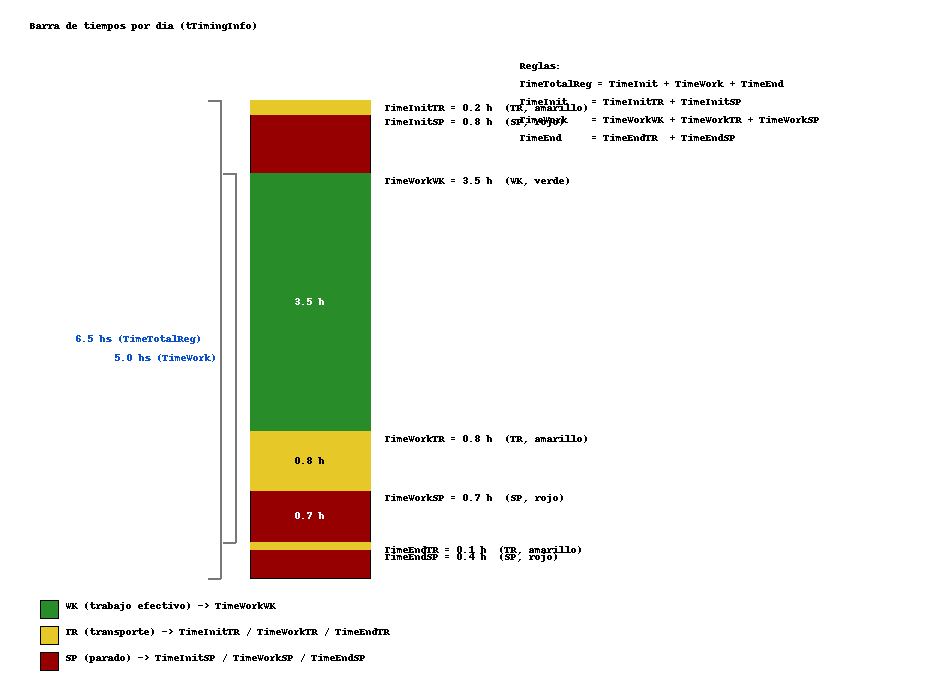 Barra de tiempos por dia (tTimingInfo)
Reglas:
TimeTotalReg = TimeInit + TimeWork + TimeEnd
TimeInit = TimeInitTR + TimeInitSP
TimeWork = TimeWorkWK + TimeWorkTR + TimeWorkSP
TimeEnd = TimeEndTR + TimeEndSP
TimeInitTR = 0.2 h (TR, amarillo)
TimeInitSP = 0.8 h (SP, rojo)
TimeWorkWK = 3.5 h (WK, verde)
3.5 h
6.5 hs (TimeTotalReg)
5.0 hs (TimeWork)
TimeWorkTR = 0.8 h (TR, amarillo)
0.8 h
TimeWorkSP = 0.7 h (SP, rojo)
0.7 h
TimeEndTR = 0.1 h (TR, amarillo)
TimeEndSP = 0.4 h (SP, rojo)
WK (trabajo efectivo) -> TimeWorkWK
TR (transporte) -> TimeInitTR / TimeWorkTR / TimeEndTR
SP (parado) -> TimeInitSP / TimeWorkSP / TimeEndSP